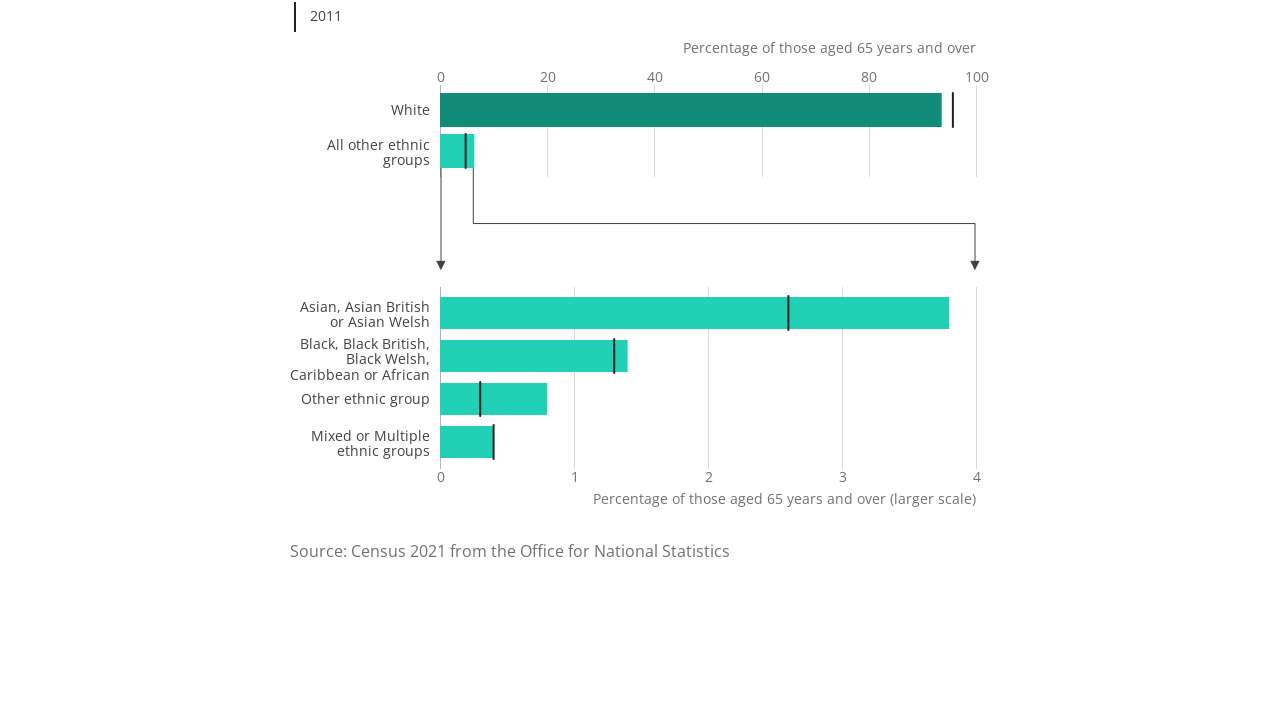 2011
Percentage of those aged 65 years and over
0 20 40 60 80 100
White
All other ethnic
groups
Asian, Asian British
or Asian Welsh
Black, Black British,
Black Welsh,
Caribbean or African
Other ethnic group
Mixed or Multiple
ethnic groups
0 1 2 3 4
Percentage of those aged 65 years and over (larger scale)
Source: Census 2021 from the Office for National Statistics